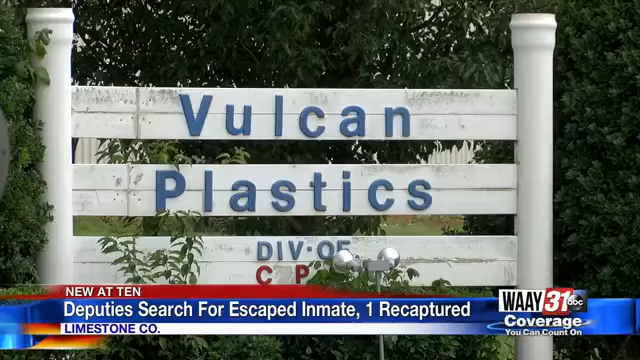 Vulcan
Plastics
DIV·OF
NEW AT TEN
Deputies Search For Escaped Inmate, 1 Recaptured
LIMESTONE CO.
WAAY 31 abc
Coverage
You Can Count On